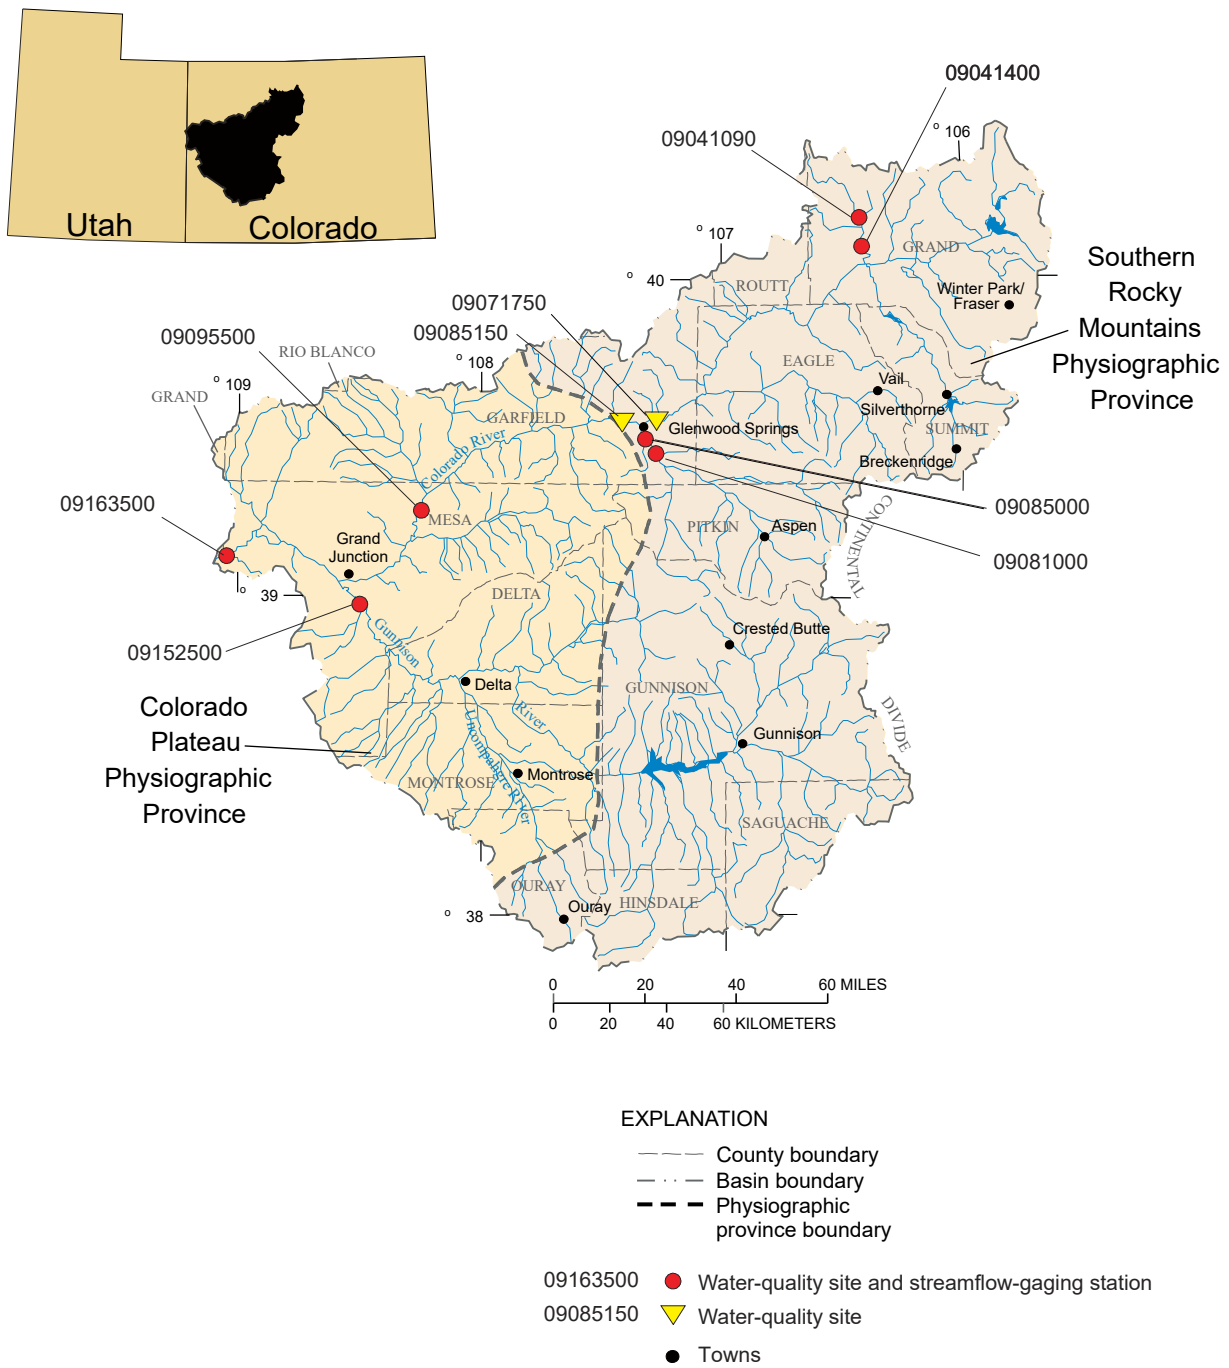 Utah
Colorado
09041400
09041090
° 106
° 107
° 40
GRAND
ROUTT
Winter Park/
Fraser
Southern
Rocky
Mountains
Physiographic
Province
09071750
09085150
09095500
RIO BLANCO
° 108
° 109
GRAND
EAGLE
Vail
Silverthorne
SUMMIT
Breckenridge
GARFIELD
Glenwood Springs
Colorado River
09163500
MESA
Grand
Junction
PITKIN
Aspen
CONTINENTAL
09085000
09081000
° 39
DELTA
Gunnison
Crested Butte
09152500
Delta
GUNNISON
River
Colorado
Plateau
Physiographic
Province
Uncompahgre River
Gunnison
DIVIDE
MONTROSE
Montrose
SAGUACHE
OURAY
Ouray
HINSDALE
° 38
0 20 40 60 MILES
0 20 40 60 KILOMETERS
EXPLANATION
County boundary
Basin boundary
Physiographic
province boundary
09163500 Water-quality site and streamflow-gaging station
09085150 Water-quality site
Towns